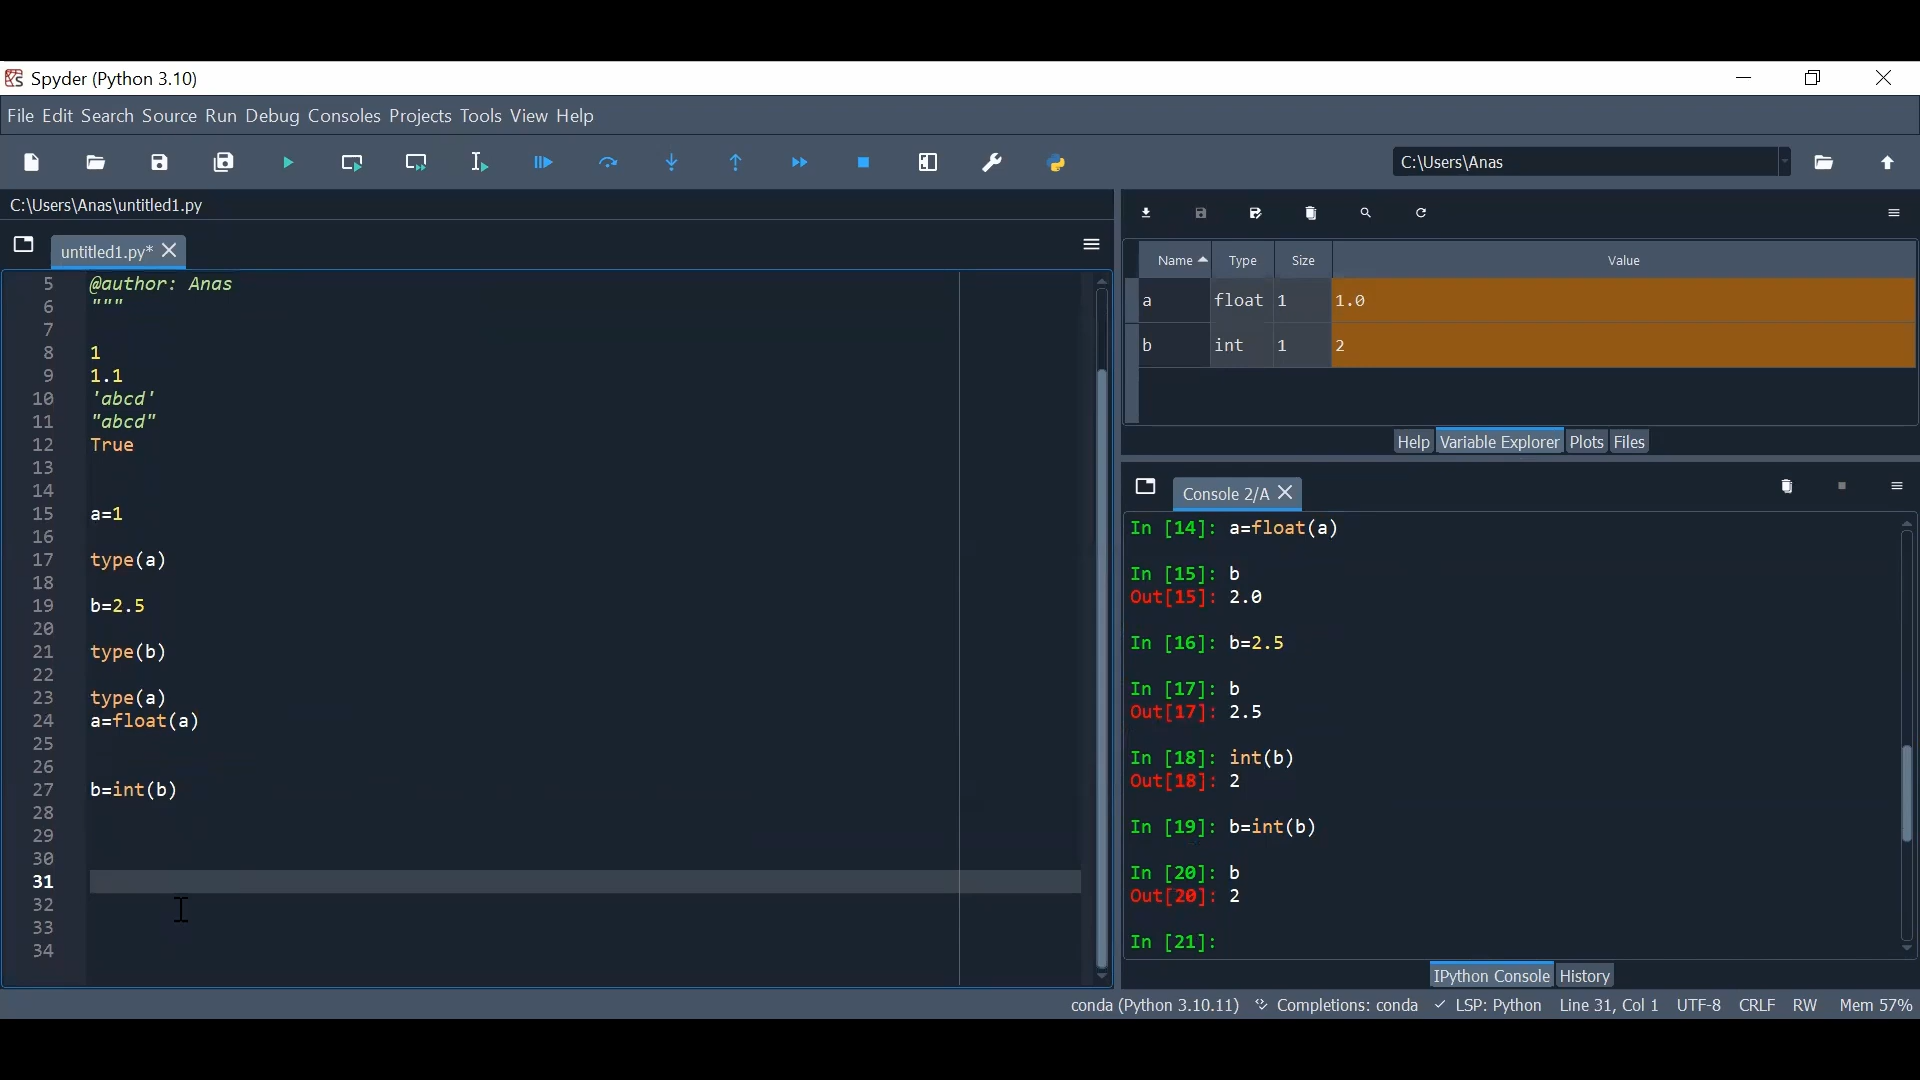 Spyder (Python 3.10)
File Edit Search Source Run Debug Consoles Projects Tools View Help
C:\Users\Anas
C:\Users\Anas\untitled1.py
untitled1.py*
5 @author: Anas
6 """
7
8 1
9 1.1
10 'abcd'
11 "abcd"
12 True
13
14
15 a=1
16
17 type(a)
18
19 b=2.5
20
21 type(b)
22
23 type(a)
24 a=float(a)
25
26
27 b=int(b)
28
29
30
31
32
33
34
Name Type Size Value
a float 1 1.0
b int 1 2
Help Variable Explorer Plots Files
Console 2/A
In [14]: a=float(a)
In [15]: b
Out[15]: 2.0
In [16]: b=2.5
In [17]: b
Out[17]: 2.5
In [18]: int(b)
Out[18]: 2
In [19]: b=int(b)
In [20]: b
Out[20]: 2
In [21]:
IPython Console History
conda (Python 3.10.11) Completions: conda LSP: Python Line 31, Col 1 UTF-8 CRLF RW Mem 57%